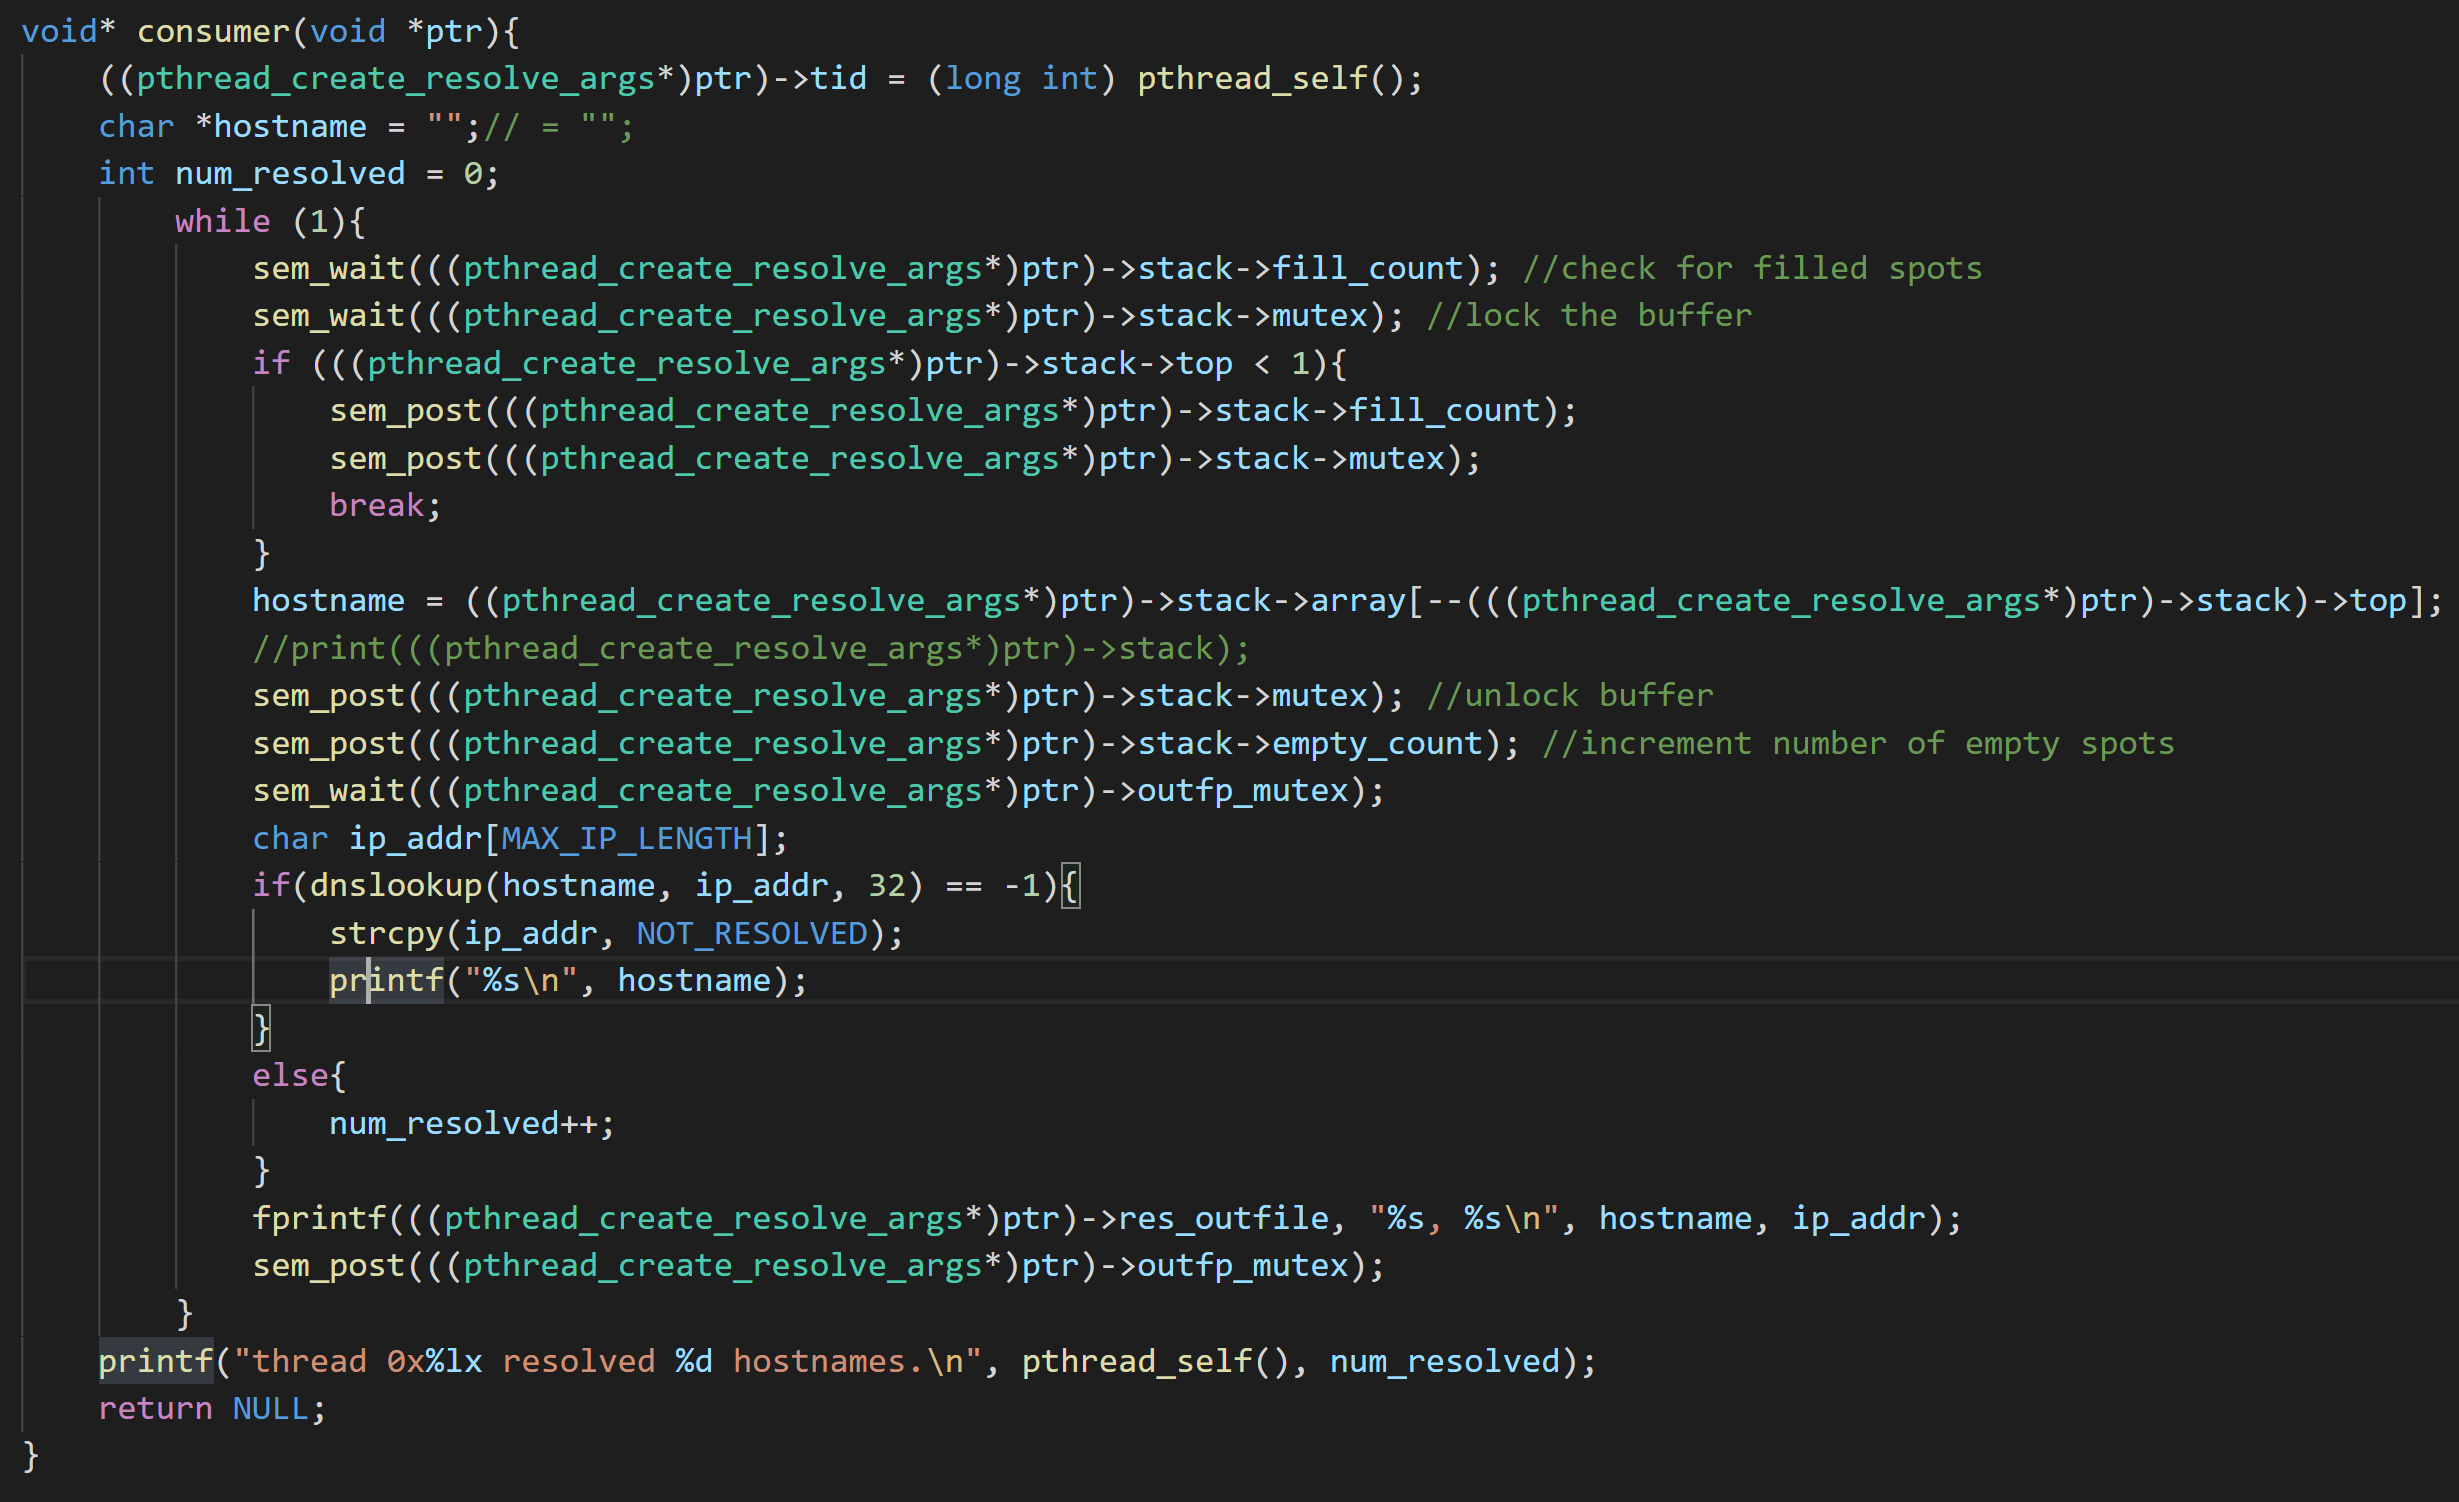 void* consumer(void *ptr){
((pthread_create_resolve_args*)ptr)->tid = (long int) pthread_self();
char *hostname = "";// = "";
int num_resolved = 0;
while (1){
sem_wait(((pthread_create_resolve_args*)ptr)->stack->fill_count); //check for filled spots
sem_wait(((pthread_create_resolve_args*)ptr)->stack->mutex); //lock the buffer
if (((pthread_create_resolve_args*)ptr)->stack->top < 1){
sem_post(((pthread_create_resolve_args*)ptr)->stack->fill_count);
sem_post(((pthread_create_resolve_args*)ptr)->stack->mutex);
break;
}
hostname = ((pthread_create_resolve_args*)ptr)->stack->array[--(((pthread_create_resolve_args*)ptr)->stack)->top];
//print(((pthread_create_resolve_args*)ptr)->stack);
sem_post(((pthread_create_resolve_args*)ptr)->stack->mutex); //unlock buffer
sem_post(((pthread_create_resolve_args*)ptr)->stack->empty_count); //increment number of empty spots
sem_wait(((pthread_create_resolve_args*)ptr)->outfp_mutex);
char ip_addr[MAX_IP_LENGTH];
if(dnslookup(hostname, ip_addr, 32) == -1){
strcpy(ip_addr, NOT_RESOLVED);
printf("%s\n", hostname);
}
else{
num_resolved++;
}
fprintf(((pthread_create_resolve_args*)ptr)->res_outfile, "%s, %s\n", hostname, ip_addr);
sem_post(((pthread_create_resolve_args*)ptr)->outfp_mutex);
}
printf("thread 0x%lx resolved %d hostnames.\n", pthread_self(), num_resolved);
return NULL;
}